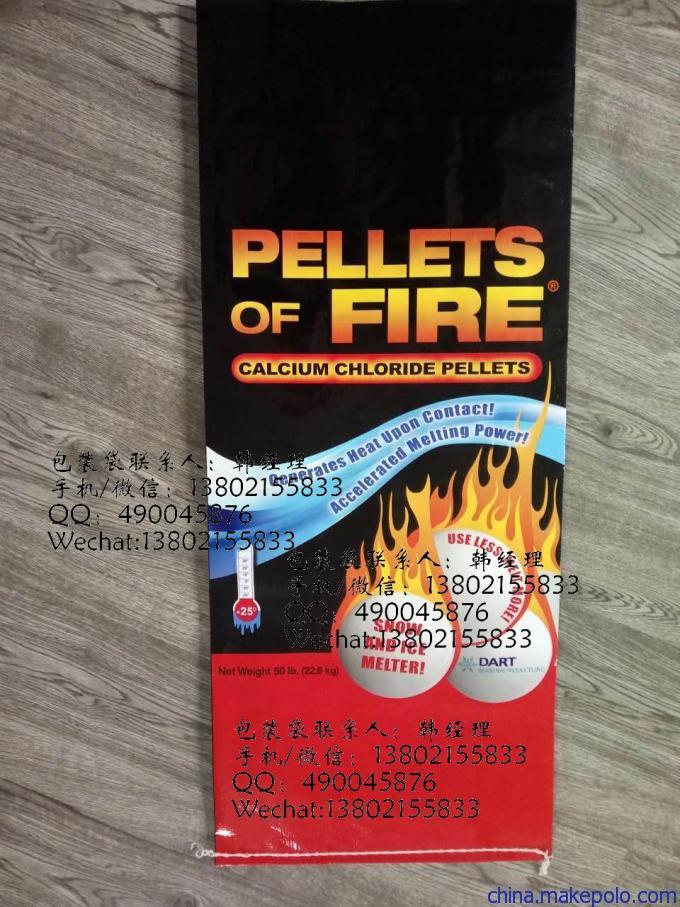 PELLETS
OF FIRE®
CALCIUM CHLORIDE PELLETS
Generates Heat Upon Contact!
Accelerated Melting Power!
包装袋联系人：韩经理
手机/微信：13802155833
QQ：490045876
Wechat:13802155833
包装袋联系人：韩经理
手机/微信：13802155833
QQ：490045876
Wechat:13802155833
USE LESS
-25°
SNOW
AND ICE
MELTER!
DART
Net Weight 50 lb. (22.6 kg)
包装袋联系人：韩经理
手机/微信：13802155833
QQ：490045876
Wechat:13802155833
china.makepolo.com